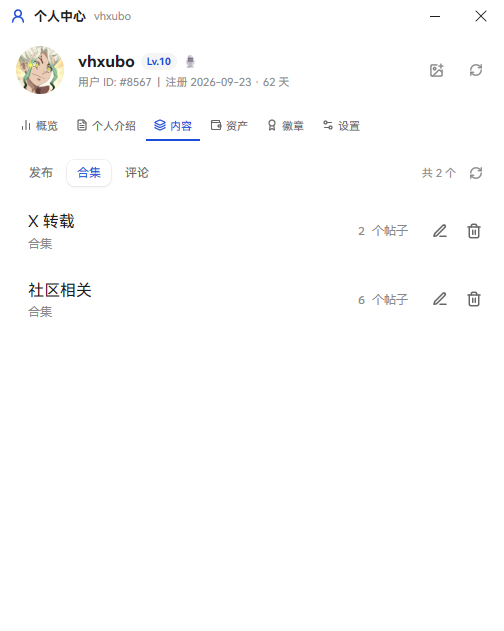 个人中心 vhxubo
vhxubo Lv.10
用户 ID: #8567 | 注册 2026-09-23 · 62 天
概览 个人介绍 内容 资产 徽章 设置
发布 合集 评论 共 2 个
X 转载
合集
2 个帖子
社区相关
合集
6 个帖子